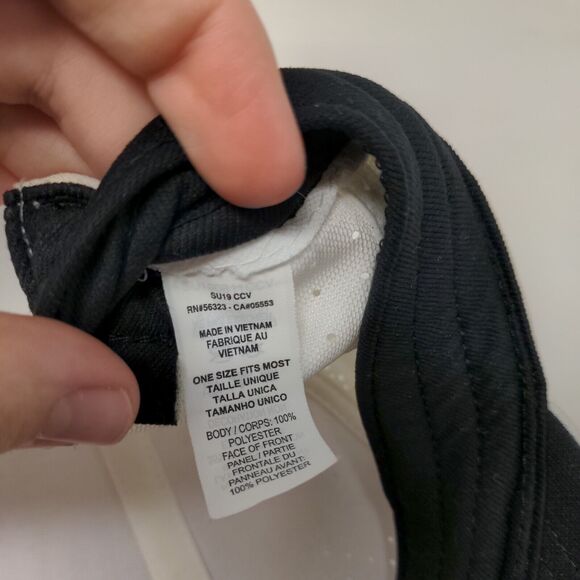 SU19 CCV
RN#56323 - CA#05553
MADE IN VIETNAM
FABRIQUE AU
VIETNAM
ONE SIZE FITS MOST
TAILLE UNIQUE
TALLA UNICA
TAMANHO UNICO
BODY / CORPS: 100%
POLYESTER
FACE OF FRONT
PANEL / PARTIE
FRONTALE DU
PANNEAU AVANT:
100% POLYESTER